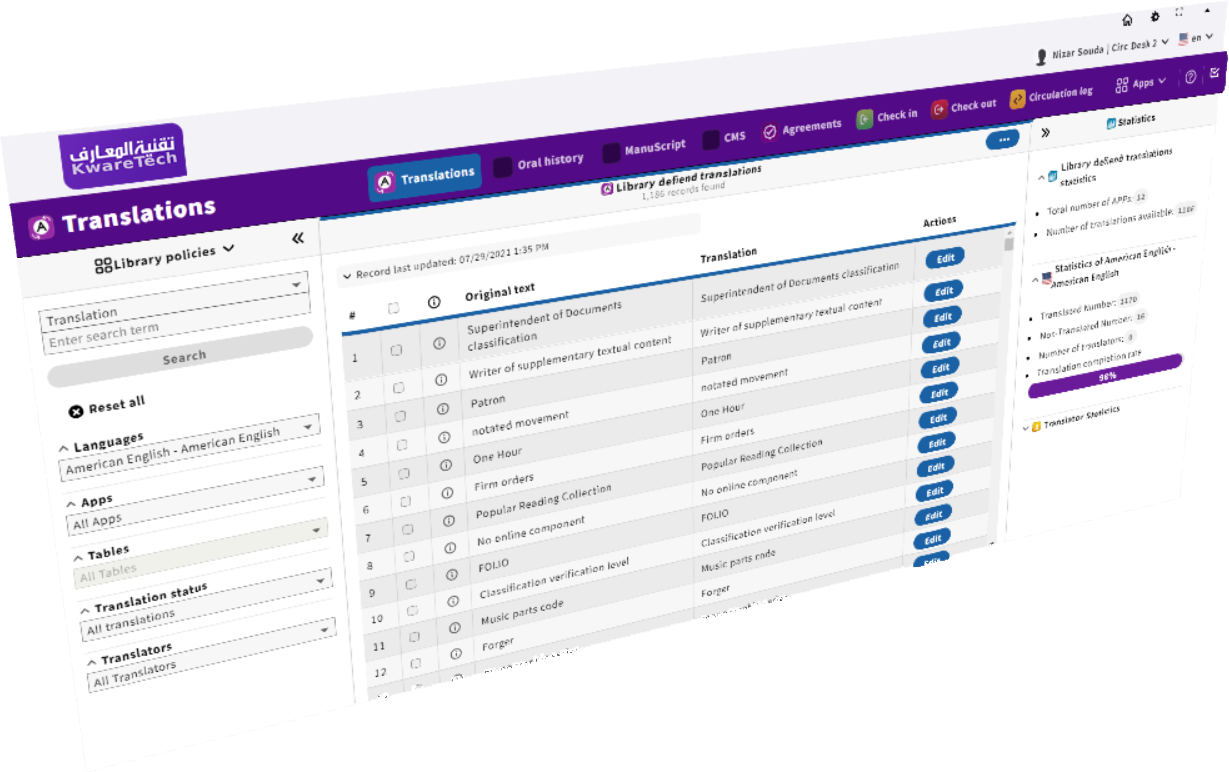 Nizar Souda | Circ Desk 2
en
تقنية المعارف
KwareTech
Translations
Translations
Oral history
ManuScript
CMS
Agreements
Check in
Check out
Circulation log
Apps
Library policies
Translation
Enter search term
Search
Reset all
Languages
American English - American English
Apps
All Apps
Tables
All Tables
Translation status
All translations
Translators
All Translators
Library defiend translations
1,186 records found
...
Record last updated: 07/29/2021 1:35 PM
# Original text Translation Actions
1 Superintendent of Documents classification Superintendent of Documents classification Edit
2 Writer of supplementary textual content Writer of supplementary textual content Edit
3 Patron Patron Edit
4 notated movement notated movement Edit
5 One Hour One Hour Edit
6 Firm orders Firm orders Edit
7 Popular Reading Collection Popular Reading Collection Edit
8 No online component No online component Edit
9 FOLIO FOLIO Edit
10 Classification verification level Classification verification level Edit
11 Music parts code Music parts code Edit
12 Forger Forger Edit
Edit
Statistics
Library defiend translations
statistics
Total number of APPs: 12
Number of translations available: 1186
Statistics of American English -
American English
Translated Number: 1170
Not-Translated Number: 16
Number of translators: 0
Translation completion rate
98%
Translator Statistics